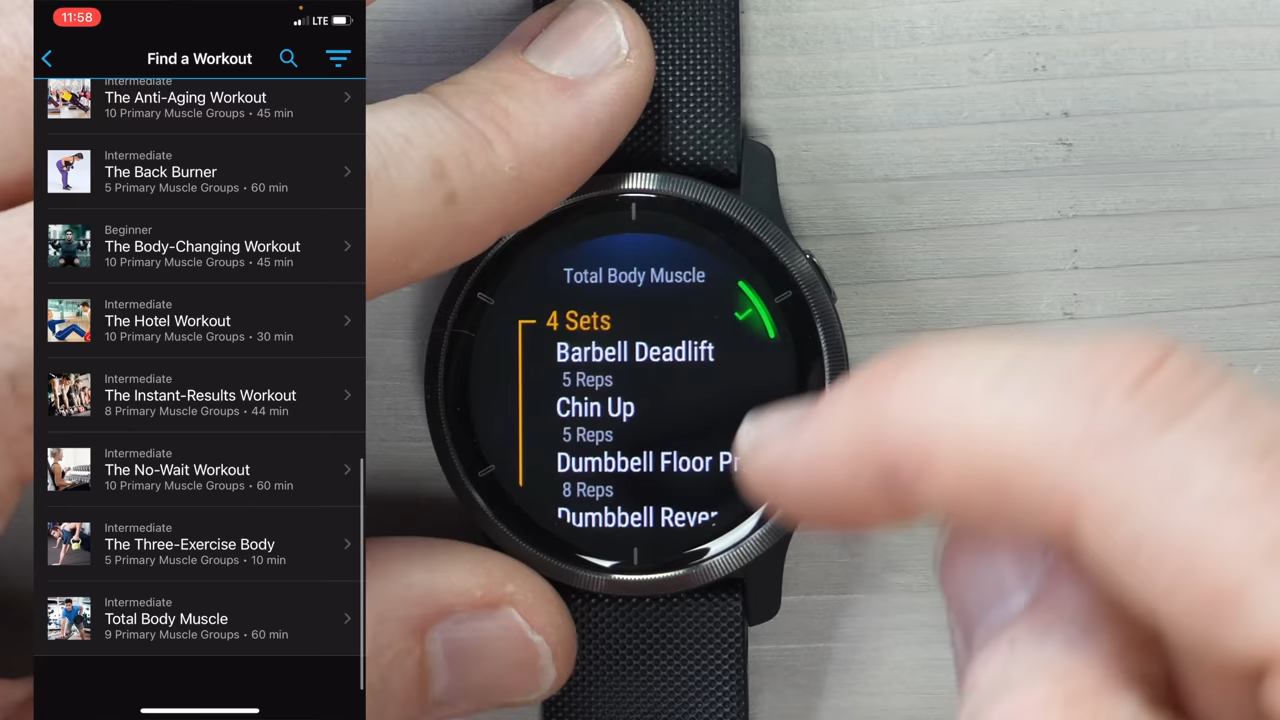 11:58
LTE
Find a Workout
Intermediate
The Anti-Aging Workout
10 Primary Muscle Groups • 45 min
Intermediate
The Back Burner
5 Primary Muscle Groups • 60 min
Beginner
The Body-Changing Workout
10 Primary Muscle Groups • 45 min
Intermediate
The Hotel Workout
10 Primary Muscle Groups • 30 min
Intermediate
The Instant-Results Workout
8 Primary Muscle Groups • 44 min
Intermediate
The No-Wait Workout
10 Primary Muscle Groups • 60 min
Intermediate
The Three-Exercise Body
5 Primary Muscle Groups • 10 min
Intermediate
Total Body Muscle
9 Primary Muscle Groups • 60 min
Total Body Muscle
4 Sets
Barbell Deadlift
5 Reps
Chin Up
5 Reps
Dumbbell Floor
8 Reps
Dumbbell